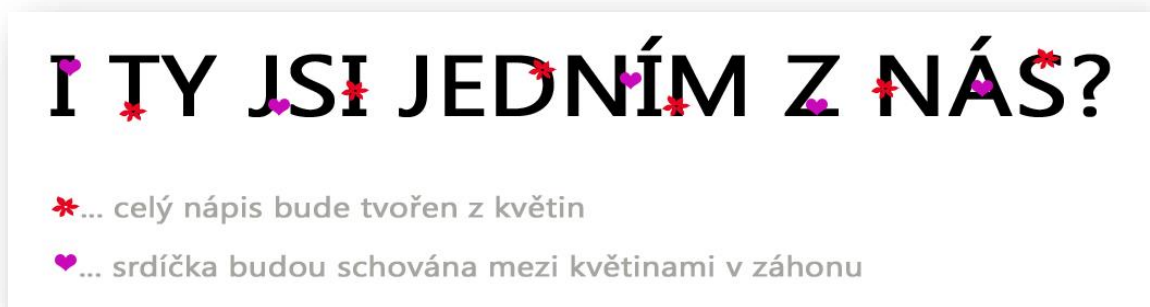 I TY JSI JEDNÍM Z NÁS?
... celý nápis bude tvořen z květin
... srdíčka budou schována mezi květinami v záhonu